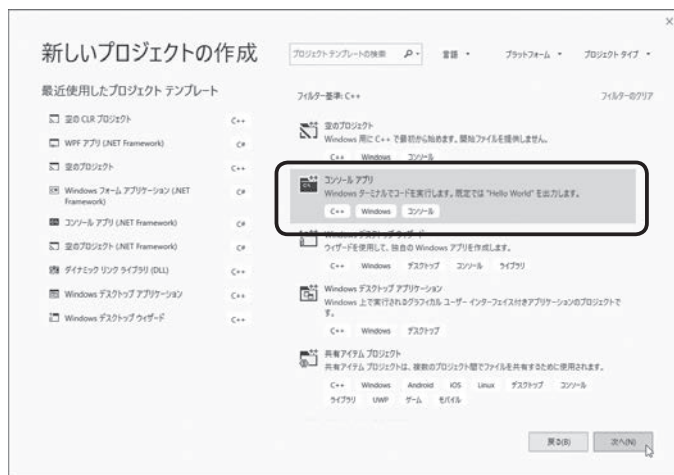 新しいプロジェクトの作成
プロジェクト テンプレートの検索
言語
プラットフォーム
プロジェクト タイプ
最近使用したプロジェクト テンプレート
空の CLR プロジェクト C++
WPF アプリ (.NET Framework) C#
空のプロジェクト C++
Windows フォーム アプリケーション (.NET Framework) C#
コンソール アプリ (.NET Framework) C#
空のプロジェクト (.NET Framework) C#
ダイナミック リンク ライブラリ (DLL) C++
Windows デスクトップ アプリケーション C++
Windows デスクトップ ウィザード C++
フィルター基準: C++ フィルターのクリア
空のプロジェクト
Windows 用に C++ で最初から始めます。開始ファイルを提供しません。
C++ Windows コンソール
コンソール アプリ
Windows ターミナルでコードを実行します。既定では "Hello World" を出力します。
C++ Windows コンソール
Windows デスクトップ ウィザード
ウィザードを使用して、独自の Windows アプリを作成します。
C++ Windows デスクトップ コンソール ライブラリ
Windows デスクトップ アプリケーション
Windows 上で実行されるグラフィカル ユーザー インターフェイス付きアプリケーションのプロジェクトで
す。
C++ Windows デスクトップ
共有アイテム プロジェクト
共有アイテム プロジェクトは、複数のプロジェクト間でファイルを共有するために使用されます。
C++ Windows Android iOS Linux デスクトップ コンソール
ライブラリ UWP ゲーム モバイル
戻る(B) 次へ(N)